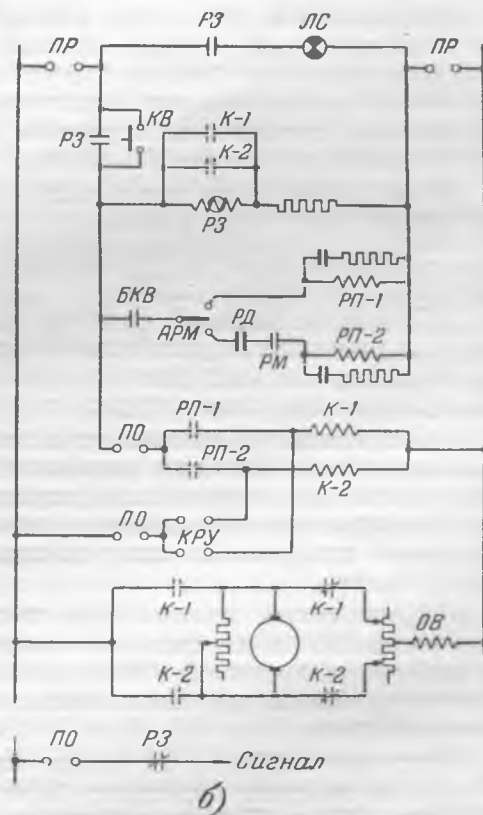 РЗ ЛС
ПР ПР
КВ
РЗ К-1
К-2
РЗ
БКВ РП-1
АРМ РД РМ РП-2
ПО РП-1 К-1
РП-2 К-2
ПО КРУ
К-1 К-1 ОВ
К-2 К-2
ПО РЗ Сигнал
б)